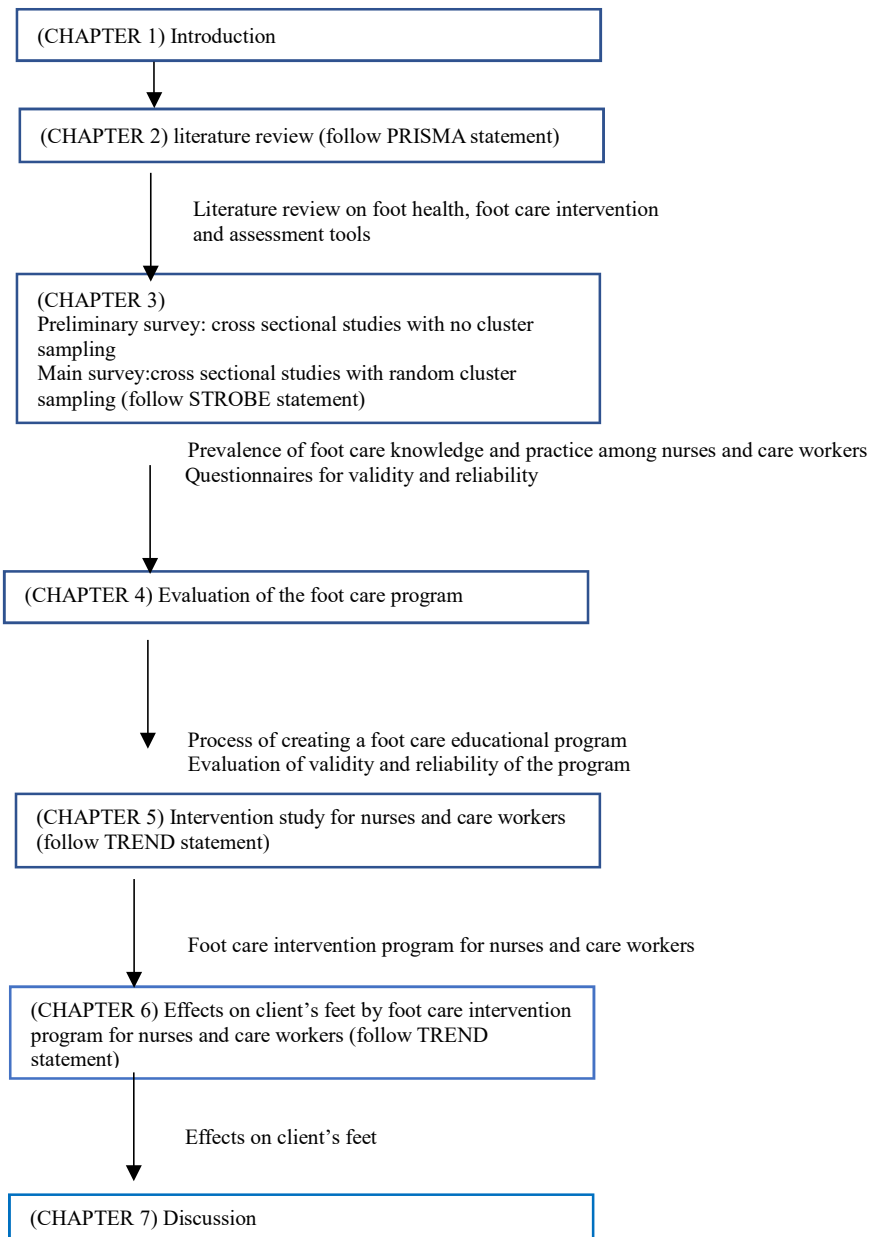 (CHAPTER 1) Introduction
(CHAPTER 2) literature review (follow PRISMA statement)
Literature review on foot health, foot care intervention
and assessment tools
(CHAPTER 3)
Preliminary survey: cross sectional studies with no cluster
sampling
Main survey:cross sectional studies with random cluster
sampling (follow STROBE statement)
Prevalence of foot care knowledge and practice among nurses and care workers
Questionnaires for validity and reliability
(CHAPTER 4) Evaluation of the foot care program
Process of creating a foot care educational program
Evaluation of validity and reliability of the program
(CHAPTER 5) Intervention study for nurses and care workers
(follow TREND statement)
Foot care intervention program for nurses and care workers
(CHAPTER 6) Effects on client’s feet by foot care intervention
program for nurses and care workers (follow TREND
statement)
Effects on client’s feet
(CHAPTER 7) Discussion